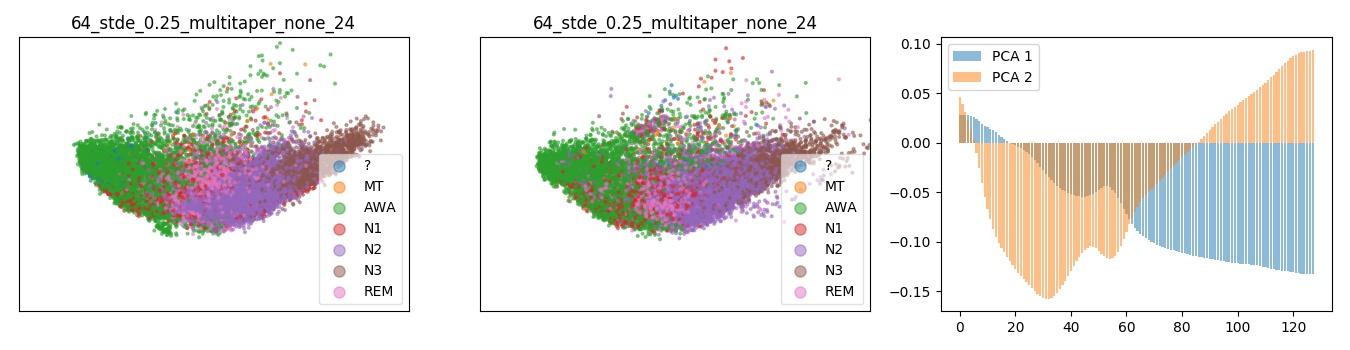 64_stde_0.25_multitaper_none_24
?
MT
AWA
N1
N2
N3
REM
64_stde_0.25_multitaper_none_24
?
MT
AWA
N1
N2
N3
REM
PCA 1
PCA 2
0.10
0.05
0.00
−0.05
−0.10
−0.15
0
20
40
60
80
100
120